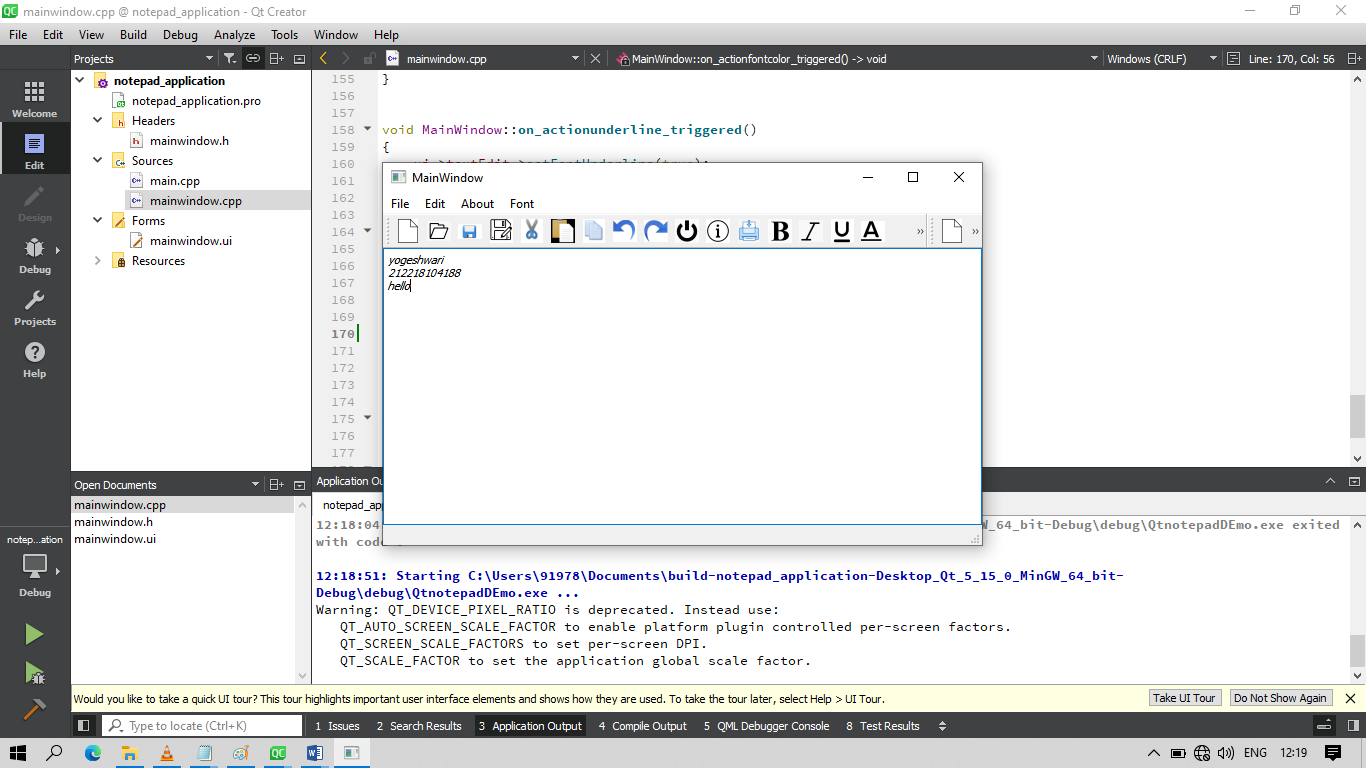 mainwindow.cpp @ notepad_application - Qt Creator
File Edit View Build Debug Analyze Tools Window Help
Projects
mainwindow.cpp
MainWindow::on_actionfontcolor_triggered() -> void
Windows (CRLF)
Line: 170, Col: 56
Welcome
Edit
Design
Debug
Projects
Help
notepad_application
notepad_application.pro
Headers
mainwindow.h
Sources
main.cpp
mainwindow.cpp
Forms
mainwindow.ui
Resources
155 }
156
157
158 void MainWindow::on_actionunderline_triggered()
159 {
160
161
162
163
164
165
166
167
168
169
170
171
172
173
174
175
176
177
MainWindow
File Edit About Font
B I U A » »
yogeshwari
212218104188
hello
Open Documents
mainwindow.cpp
mainwindow.h
mainwindow.ui
notep...ation
Debug
Application Ou
notepad_ap
12:18:04 _64_bit-Debug\debug\QtnotepadDEmo.exe exited
with code
12:18:51: Starting C:\Users\91978\Documents\build-notepad_application-Desktop_Qt_5_15_0_MinGW_64_bit-
Debug\debug\QtnotepadDEmo.exe ...
Warning: QT_DEVICE_PIXEL_RATIO is deprecated. Instead use:
QT_AUTO_SCREEN_SCALE_FACTOR to enable platform plugin controlled per-screen factors.
QT_SCREEN_SCALE_FACTORS to set per-screen DPI.
QT_SCALE_FACTOR to set the application global scale factor.
Would you like to take a quick UI tour? This tour highlights important user interface elements and shows how they are used. To take the tour later, select Help > UI Tour.
Take UI Tour
Do Not Show Again
Type to locate (Ctrl+K)
1 Issues 2 Search Results 3 Application Output 4 Compile Output 5 QML Debugger Console 8 Test Results
ENG 12:19